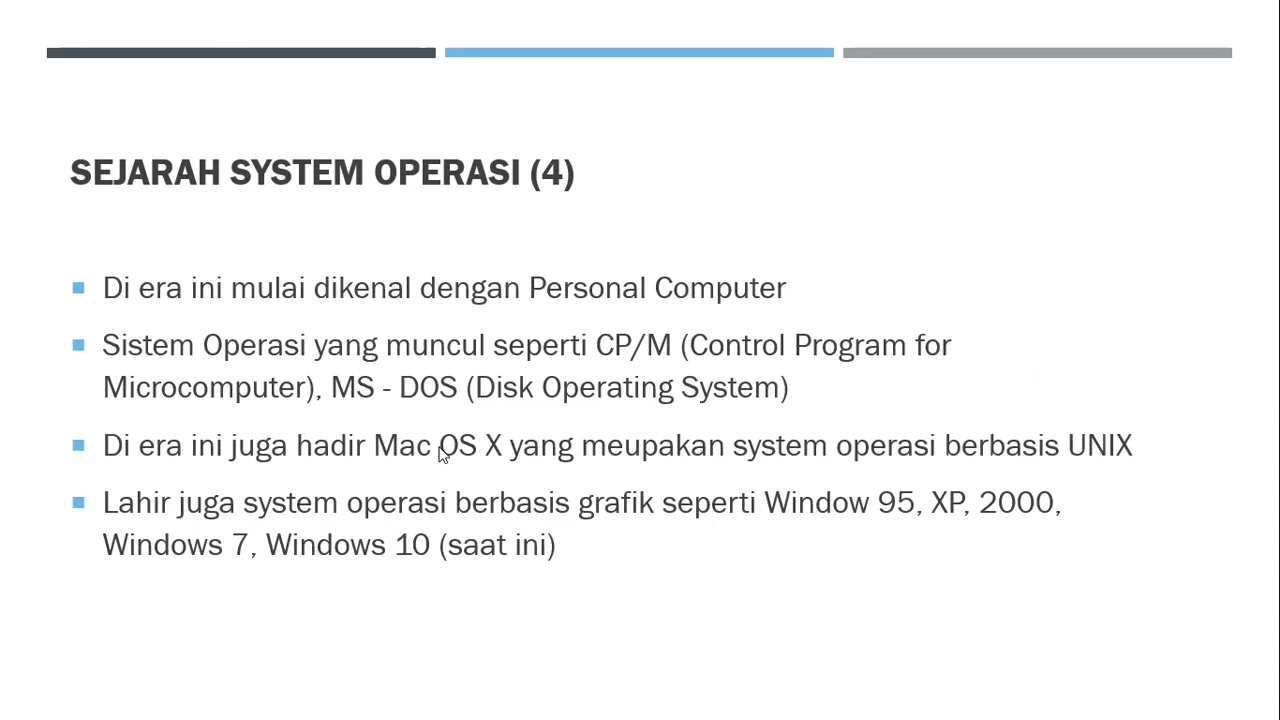 SEJARAH SYSTEM OPERASI (4)
Di era ini mulai dikenal dengan Personal Computer
Sistem Operasi yang muncul seperti CP/M (Control Program for
Microcomputer), MS - DOS (Disk Operating System)
Di era ini juga hadir Mac OS X yang meupakan system operasi berbasis UNIX
Lahir juga system operasi berbasis grafik seperti Window 95, XP, 2000,
Windows 7, Windows 10 (saat ini)